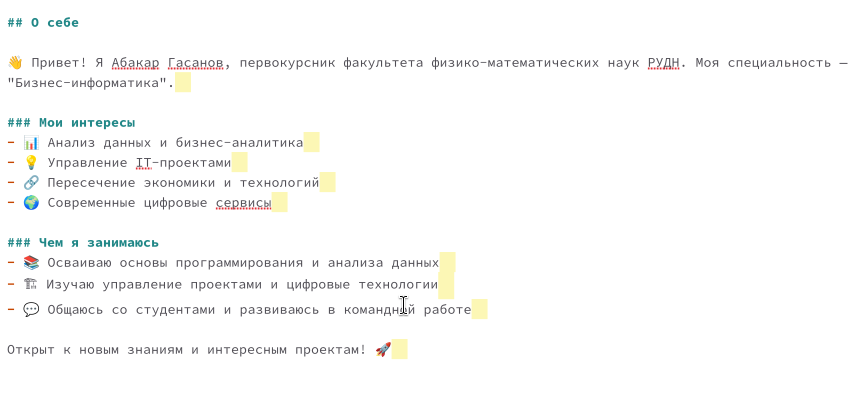 ## О себе
👋 Привет! Я Абакар Гасанов, первокурсник факультета физико-математических наук РУДН. Моя специальность —
"Бизнес-информатика".
### Мои интересы
- 📊 Анализ данных и бизнес-аналитика
- 💡 Управление IT-проектами
- 🔗 Пересечение экономики и технологий
- 🌍 Современные цифровые сервисы
### Чем я занимаюсь
- 📚 Осваиваю основы программирования и анализа данных
- 🏗 Изучаю управление проектами и цифровые технологии
- 💬 Общаюсь со студентами и развиваюсь в командный работе
Открыт к новым знаниям и интересным проектам! 🚀